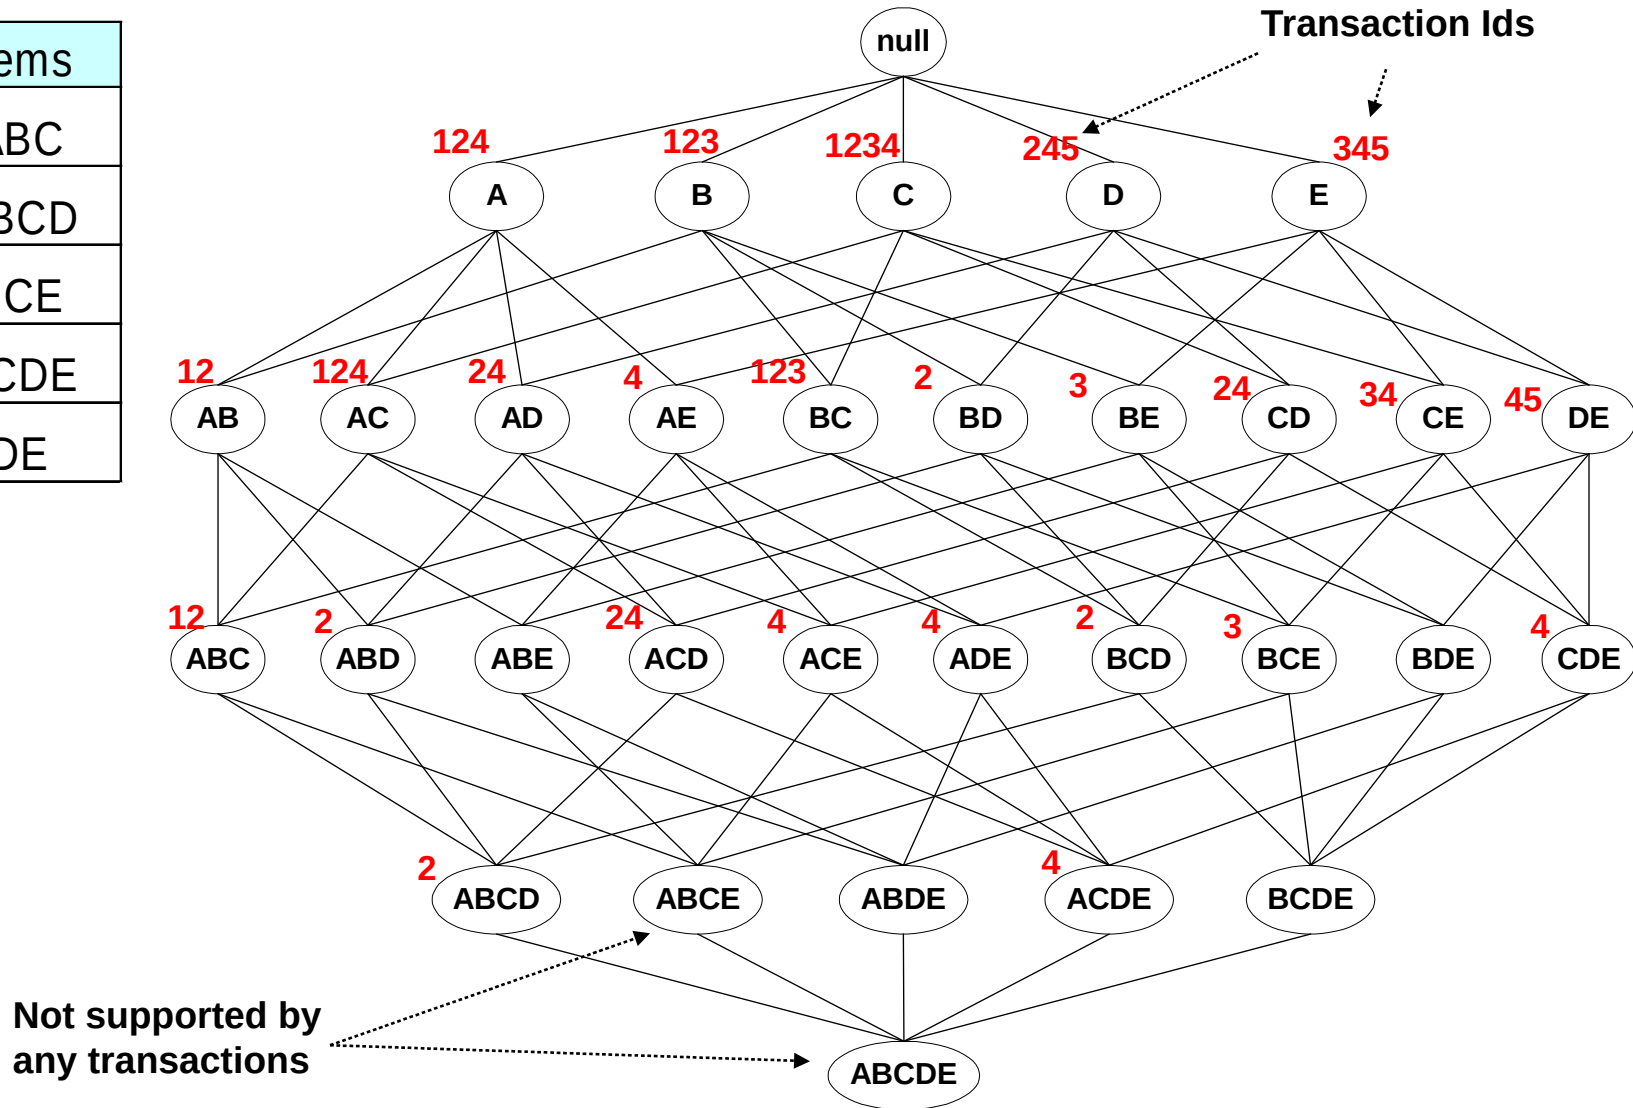 ems
ABC
BCD
CE
CDE
DE
null
Transaction Ids
124
123
1234
245
345
A
B
C
D
E
12
124
24
4
123
2
3
24
34
45
AB
AC
AD
AE
BC
BD
BE
CD
CE
DE
12
2
24
4
4
2
3
4
ABC
ABD
ABE
ACD
ACE
ADE
BCD
BCE
BDE
CDE
2
4
ABCD
ABCE
ABDE
ACDE
BCDE
Not supported by
any transactions
ABCDE